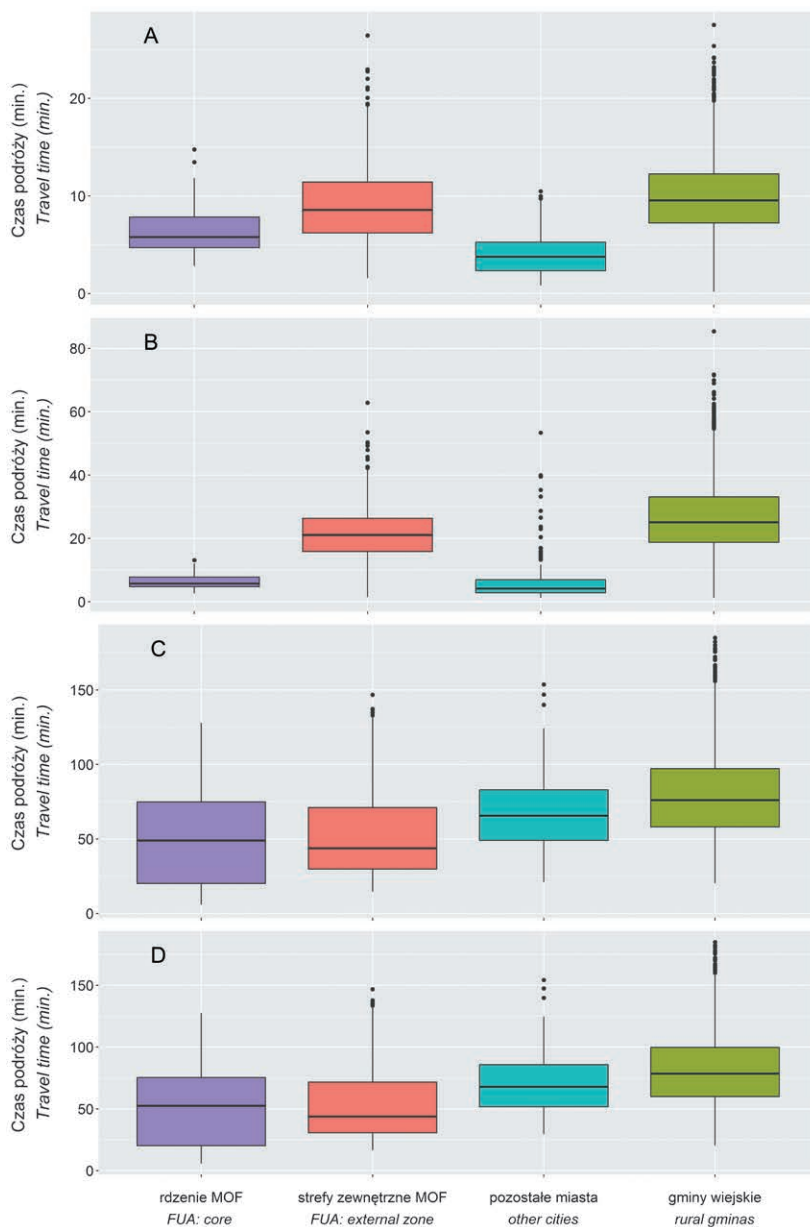 A
Czas podróży (min.)
Travel time (min.)
20
10
0
B
Czas podróży (min.)
Travel time (min.)
80
60
40
20
0
C
Czas podróży (min.)
Travel time (min.)
150
100
50
0
D
Czas podróży (min.)
Travel time (min.)
150
100
50
0
rdzenie MOF
FUA: core
strefy zewnętrzne MOF
FUA: external zone
pozostałe miasta
other cities
gminy wiejskie
rural gminas